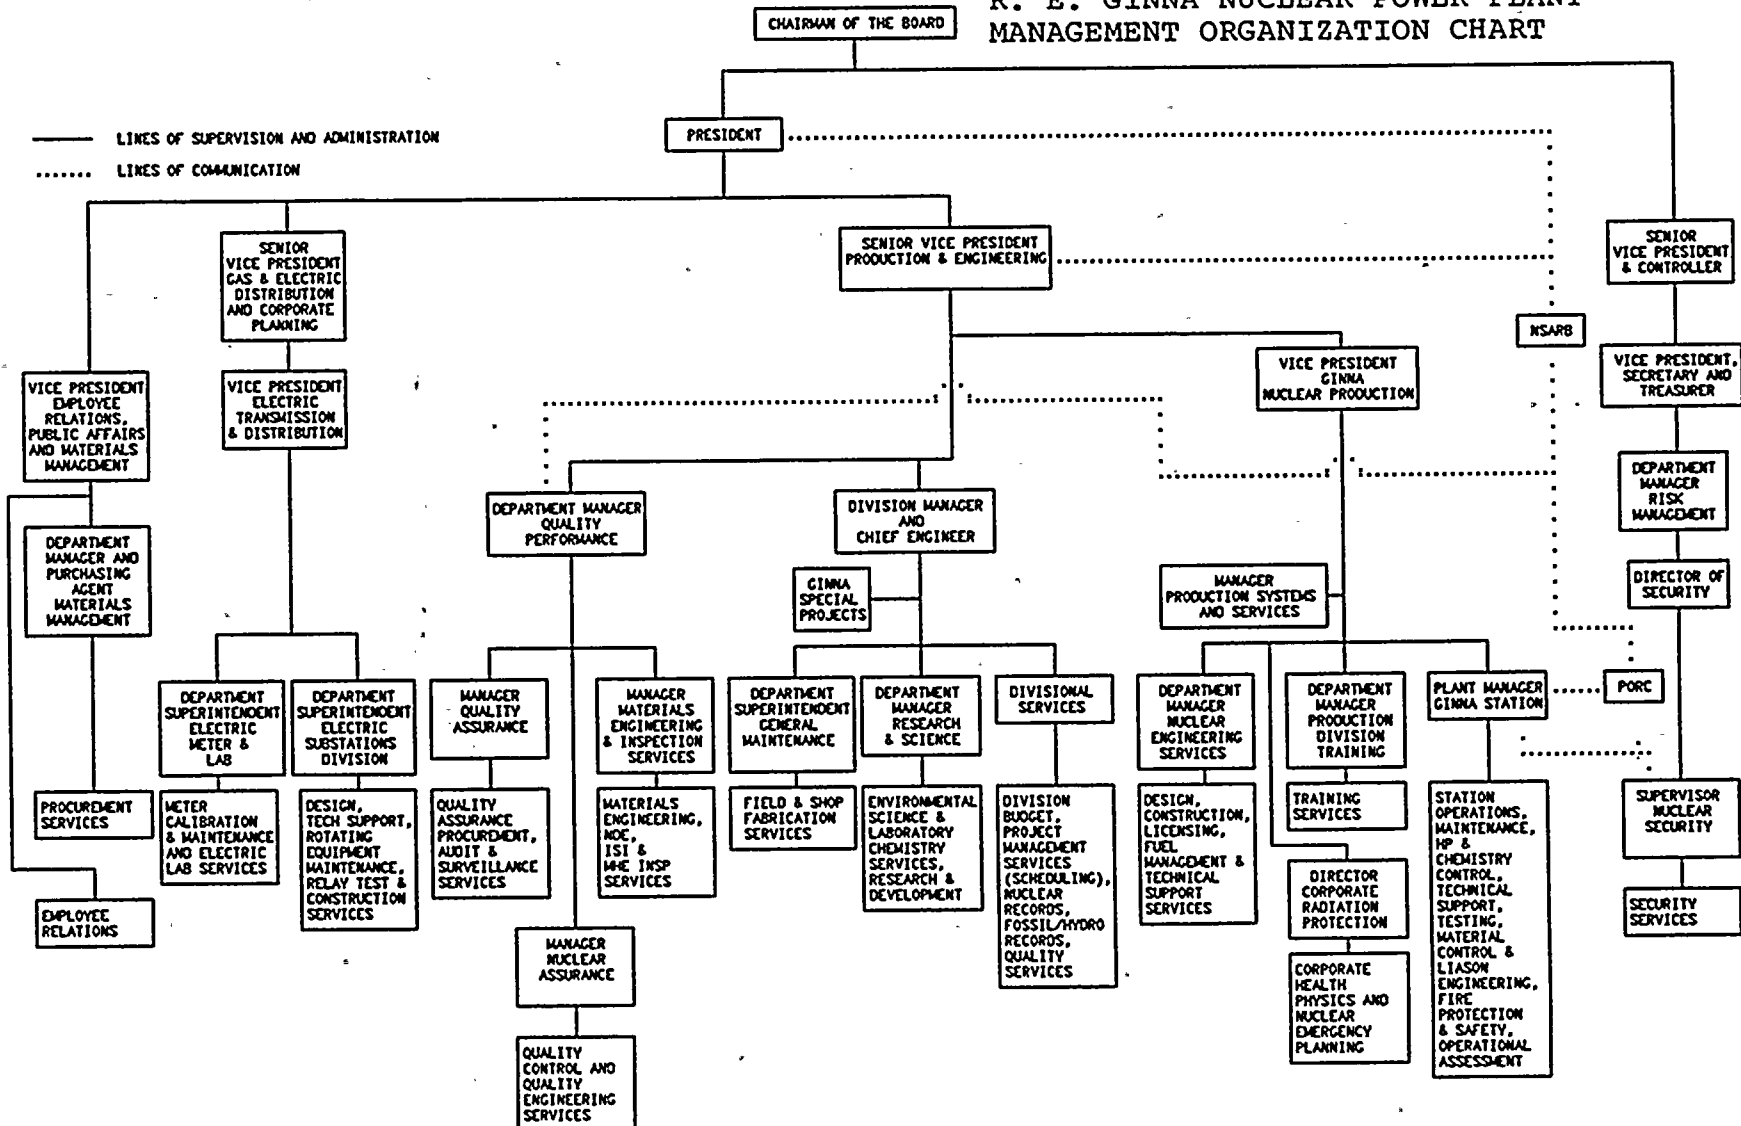 R. E. GINNA NUCLEAR POWER PLANT
MANAGEMENT ORGANIZATION CHART
CHAIRMAN OF THE BOARD
LINES OF SUPERVISION AND ADMINISTRATION
LINES OF COMMUNICATION
PRESIDENT
SENIOR
VICE PRESIDENT
GAS & ELECTRIC
DISTRIBUTION
AND CORPORATE
PLANNING
SENIOR VICE PRESIDENT
PRODUCTION & ENGINEERING
SENIOR
VICE PRESIDENT
& CONTROLLER
NSARB
VICE PRESIDENT
EMPLOYEE
RELATIONS,
PUBLIC AFFAIRS
AND MATERIALS
MANAGEMENT
VICE PRESIDENT
ELECTRIC
TRANSMISSION
& DISTRIBUTION
VICE PRESIDENT
GINNA
NUCLEAR PRODUCTION
VICE PRESIDENT,
SECRETARY AND
TREASURER
DEPARTMENT
MANAGER AND
PURCHASING
AGENT
MATERIALS
MANAGEMENT
DEPARTMENT MANAGER
QUALITY
PERFORMANCE
DIVISION MANAGER
AND
CHIEF ENGINEER
DEPARTMENT
MANAGER
RISK
MANAGEMENT
GINNA
SPECIAL
PROJECTS
MANAGER
PRODUCTION SYSTEMS
AND SERVICES
DIRECTOR OF
SECURITY
DEPARTMENT
SUPERINTENDENT
ELECTRIC
METER &
LAB
DEPARTMENT
SUPERINTENDENT
ELECTRIC
SUBSTATIONS
DIVISION
MANAGER
QUALITY
ASSURANCE
MANAGER
MATERIALS
ENGINEERING
& INSPECTION
SERVICES
DEPARTMENT
SUPERINTENDENT
GENERAL
MAINTENANCE
DEPARTMENT
MANAGER
RESEARCH
& SCIENCE
DIVISIONAL
SERVICES
DEPARTMENT
MANAGER
NUCLEAR
ENGINEERING
SERVICES
DEPARTMENT
MANAGER
PRODUCTION
DIVISION
TRAINING
PLANT MANAGER
GINNA STATION
PORC
PROCUREMENT
SERVICES
METER
CALIBRATION
& MAINTENANCE
AND ELECTRIC
LAB SERVICES
DESIGN,
TECH SUPPORT,
ROTATING
EQUIPMENT
MAINTENANCE,
RELAY TEST &
CONSTRUCTION
SERVICES
QUALITY
ASSURANCE
PROCUREMENT,
AUDIT &
SURVEILLANCE
SERVICES
MATERIALS
ENGINEERING,
NDE,
ISI &
MHE INSP
SERVICES
FIELD & SHOP
FABRICATION
SERVICES
ENVIRONMENTAL
SCIENCE &
LABORATORY
CHEMISTRY
SERVICES,
RESEARCH &
DEVELOPMENT
DIVISION
BUDGET,
PROJECT
MANAGEMENT
SERVICES
(SCHEDULING),
NUCLEAR
RECORDS,
FOSSIL/HYDRO
RECORDS,
QUALITY
SERVICES
DESIGN,
CONSTRUCTION,
LICENSING,
FUEL
MANAGEMENT &
TECHNICAL
SUPPORT
SERVICES
TRAINING
SERVICES
STATION
OPERATIONS,
MAINTENANCE,
HP &
CHEMISTRY
CONTROL,
TECHNICAL
SUPPORT,
TESTING,
MATERIAL
CONTROL &
LIASON
ENGINEERING,
FIRE
PROTECTION
& SAFETY,
OPERATIONAL
ASSESSMENT
SUPERVISOR
NUCLEAR
SECURITY
DIRECTOR
CORPORATE
RADIATION
PROTECTION
EMPLOYEE
RELATIONS
SECURITY
SERVICES
MANAGER
NUCLEAR
ASSURANCE
CORPORATE
HEALTH
PHYSICS AND
NUCLEAR
EMERGENCY
PLANNING
QUALITY
CONTROL AND
QUALITY
ENGINEERING
SERVICES